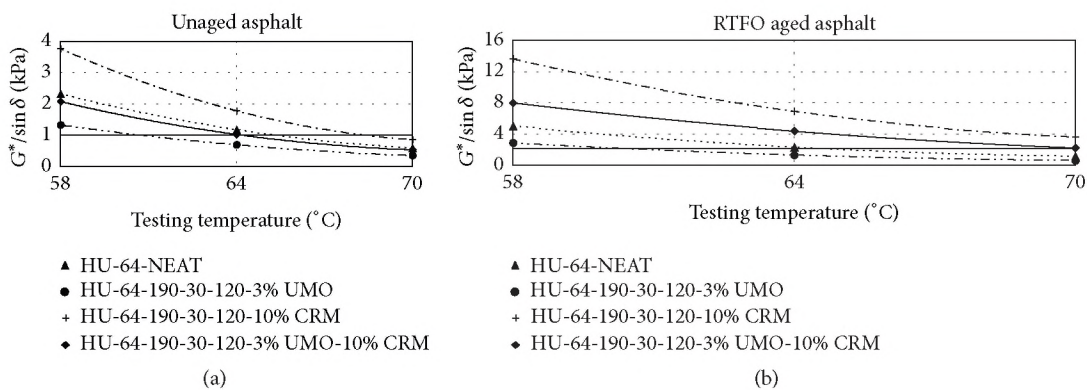 Unaged asphalt
G*/sin δ (kPa)
4
3
2
1
0
58
64
70
Testing temperature (˚C)
HU-64-NEAT
HU-64-190-30-120-3% UMO
HU-64-190-30-120-10% CRM
HU-64-190-30-120-3% UMO-10% CRM
(a)
RTFO aged asphalt
G*/sin δ (kPa)
16
12
8
4
0
58
64
70
Testing temperature (˚C)
HU-64-NEAT
HU-64-190-30-120-3% UMO
HU-64-190-30-120-10% CRM
HU-64-190-30-120-3% UMO-10% CRM
(b)